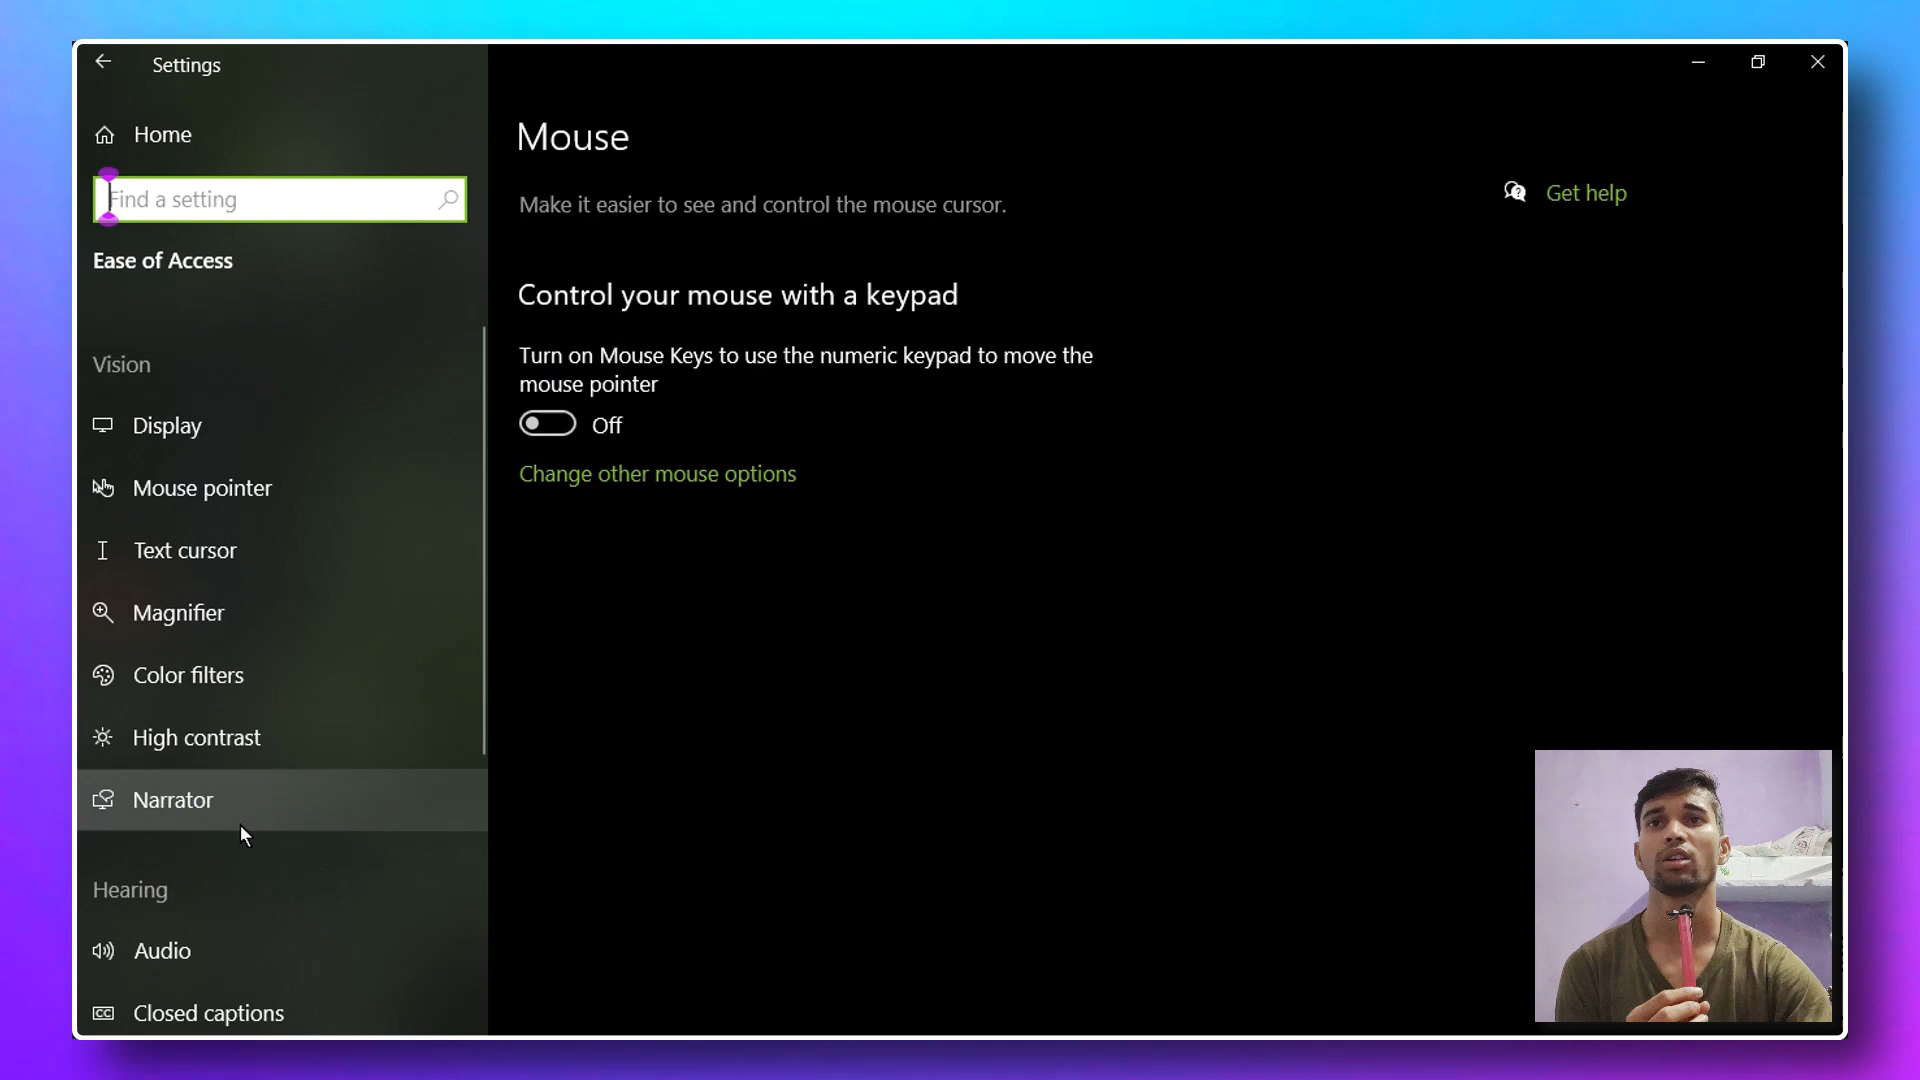 Settings
Home
Find a setting
Ease of Access
Vision
Display
Mouse pointer
Text cursor
Magnifier
Color filters
High contrast
Narrator
Hearing
Audio
CC Closed captions
Mouse
Make it easier to see and control the mouse cursor.
Get help
Control your mouse with a keypad
Turn on Mouse Keys to use the numeric keypad to move the
mouse pointer
Off
Change other mouse options